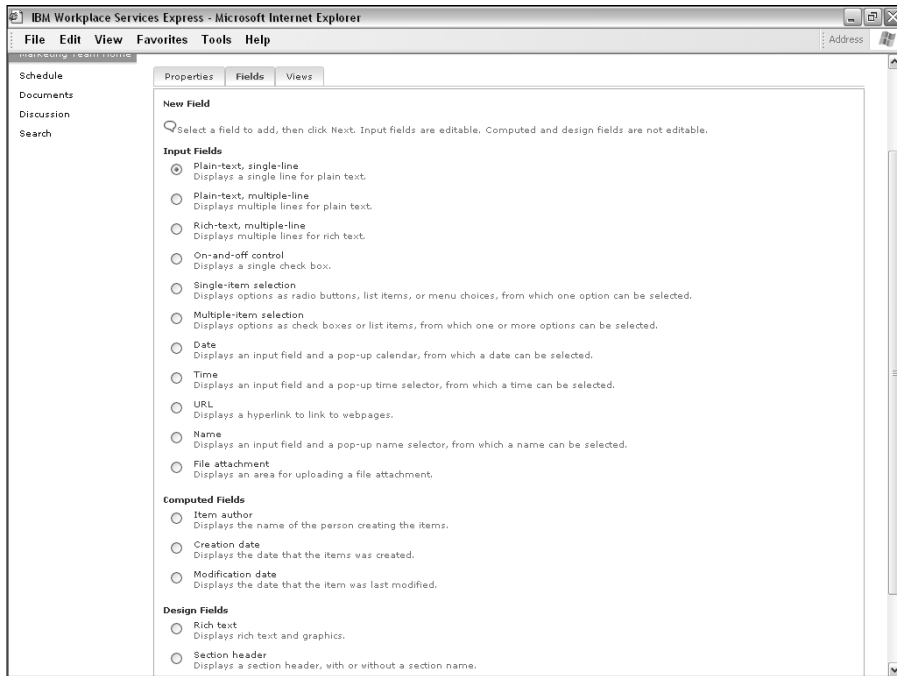 IBM Workplace Services Express - Microsoft Internet Explorer
File Edit View Favorites Tools Help
Address
Marketing Team Home
Schedule
Documents
Discussion
Search
Properties Fields Views
New Field
Select a field to add, then click Next. Input fields are editable. Computed and design fields are not editable.
Input Fields
Plain-text, single-line
Displays a single line for plain text.
Plain-text, multiple-line
Displays multiple lines for plain text.
Rich-text, multiple-line
Displays multiple lines for rich text.
On-and-off control
Displays a single check box.
Single-item selection
Displays options as radio buttons, list items, or menu choices, from which one option can be selected.
Multiple-item selection
Displays options as check boxes or list items, from which one or more options can be selected.
Date
Displays an input field and a pop-up calendar, from which a date can be selected.
Time
Displays an input field and a pop-up time selector, from which a time can be selected.
URL
Displays a hyperlink to link to webpages.
Name
Displays an input field and a pop-up name selector, from which a name can be selected.
File attachment
Displays an area for uploading a file attachment.
Computed Fields
Item author
Displays the name of the person creating the items.
Creation date
Displays the date that the items was created.
Modification date
Displays the date that the item was last modified.
Design Fields
Rich text
Displays rich text and graphics.
Section header
Displays a section header, with or without a section name.